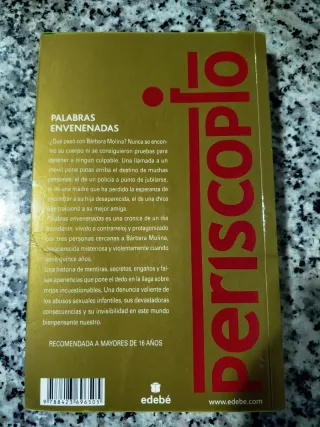 PALABRAS
ENVENENADAS
¿Qué pasó con Bárbara Molina? Nunca se encon-
tró su cuerpo ni se consiguieron pruebas para
detener a ningún culpable. Una llamada a un
móvil pone patas arriba el destino de muchas
personas: el de un policía a punto de jubilarse,
el de una madre que ha perdido la esperanza de
encontrar a su hija desaparecida, el de una chica
que traicionó a su mejor amiga.
Palabras envenenadas es una crónica de un día
trepidante, vivido a contrarreloj y protagonizado
por tres personas cercanas a Bárbara Molina,
desaparecida misteriosa y violentamente cuando
tenía quince años.
Una historia de mentiras, secretos, engaños y fal-
sas apariencias que pone el dedo en la llaga sobre
mitos incuestionables. Una denuncia valiente de
los abusos sexuales infantiles, sus devastadoras
consecuencias y su invisibilidad en este mundo
bienpensante nuestro.
RECOMENDADA A MAYORES DE 16 AÑOS
9 788423 696505
edebé
www.edebe.com
periscopio